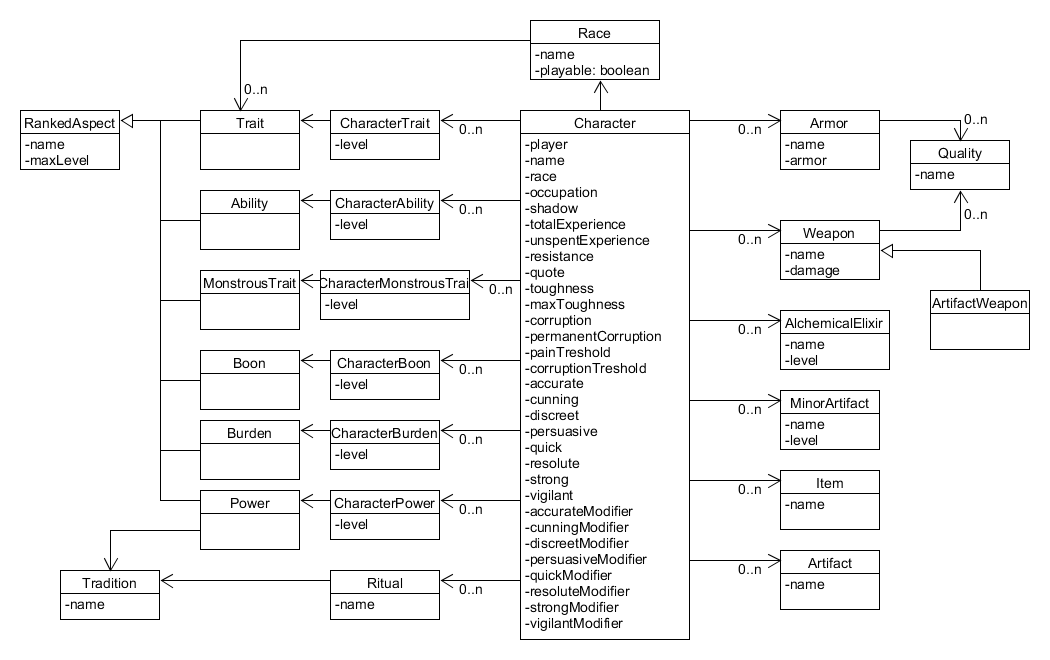 Race
-name
-playable: boolean
0..n
RankedAspect
-name
-maxLevel
Trait
CharacterTrait
-level
0..n
Ability
CharacterAbility
-level
0..n
MonstrousTrait
CharacterMonstrousTrait
-level
0..n
Boon
CharacterBoon
-level
0..n
Burden
CharacterBurden
-level
0..n
Power
CharacterPower
-level
0..n
Tradition
-name
Ritual
-name
0..n
Character
-player
-name
-race
-occupation
-shadow
-totalExperience
-unspentExperience
-resistance
-quote
-toughness
-maxToughness
-corruption
-permanentCorruption
-painTreshold
-corruptionTreshold
-accurate
-cunning
-discreet
-persuasive
-quick
-resolute
-strong
-vigilant
-accurateModifier
-cunningModifier
-discreetModifier
-persuasiveModifier
-quickModifier
-resoluteModifier
-strongModifier
-vigilantModifier
0..n
Armor
-name
-armor
0..n
Quality
-name
0..n
0..n
Weapon
-name
-damage
ArtifactWeapon
0..n
AlchemicalElixir
-name
-level
0..n
MinorArtifact
-name
-level
0..n
Item
-name
0..n
Artifact
-name